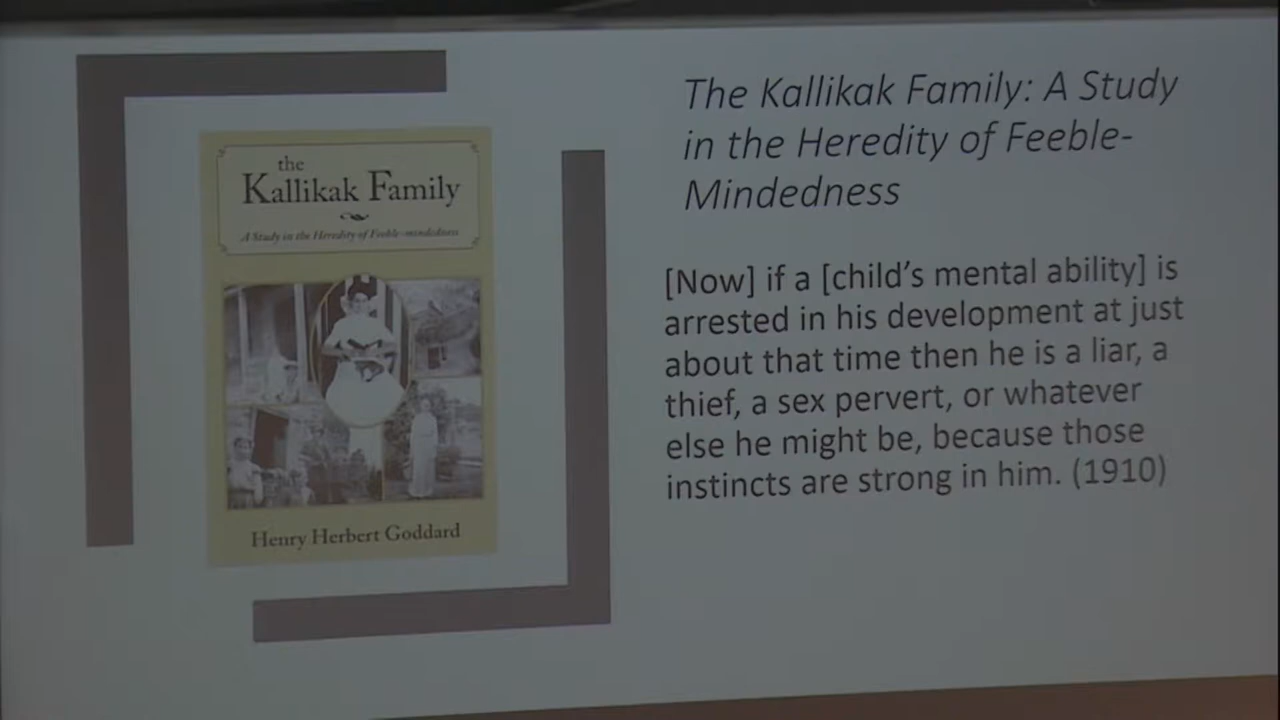 the
Kallikak Family
A Study in the Heredity of Feeble-mindedness
Henry Herbert Goddard
The Kallikak Family: A Study
in the Heredity of Feeble-
Mindedness
[Now] if a [child’s mental ability] is
arrested in his development at just
about that time then he is a liar, a
thief, a sex pervert, or whatever
else he might be, because those
instincts are strong in him. (1910)